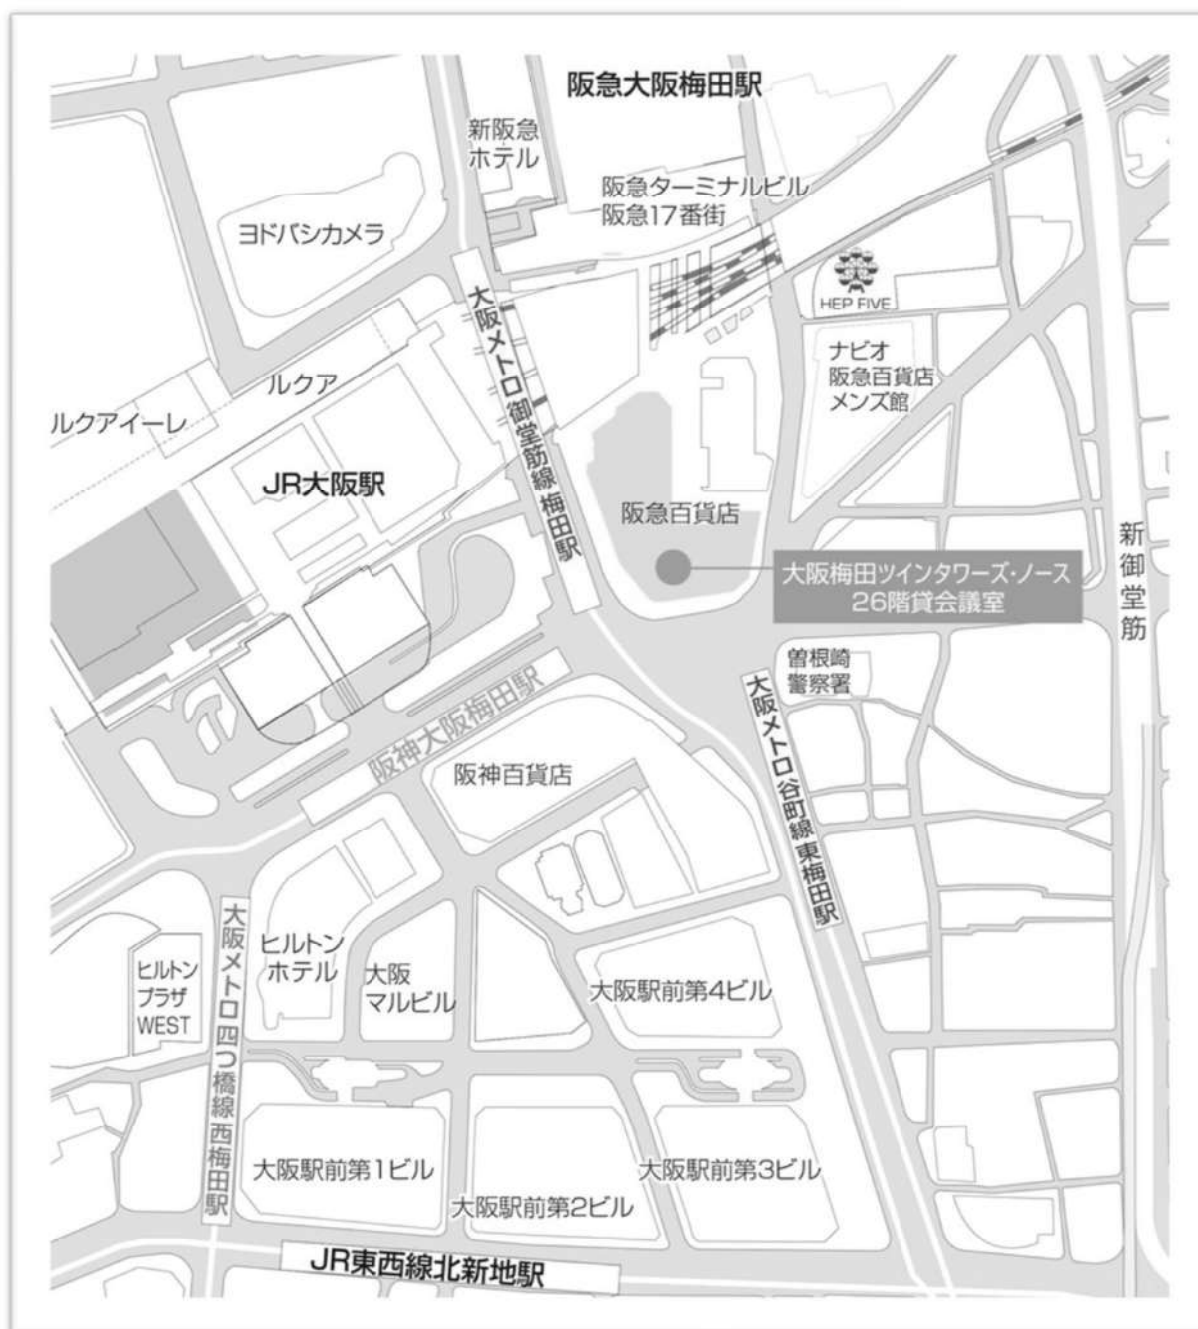 阪急大阪梅田駅
新阪急
ホテル
阪急ターミナルビル
阪急17番街
ヨドバシカメラ
HEP FIVE
大阪メトロ御堂筋線 梅田駅
ナビオ
阪急百貨店
メンズ館
ルクア
ルクアイーレ
JR大阪駅
阪急百貨店
新御堂筋
大阪梅田ツインタワーズ・ノース
26階貸会議室
曽根崎
警察署
阪神大阪梅田駅
大阪メトロ谷町線 東梅田駅
阪神百貨店
大阪メトロ四つ橋線 西梅田駅
ヒルトン
ホテル
大阪
マルビル
ヒルトン
プラザ
WEST
大阪駅前第4ビル
大阪駅前第1ビル
大阪駅前第2ビル
大阪駅前第3ビル
JR東西線北新地駅